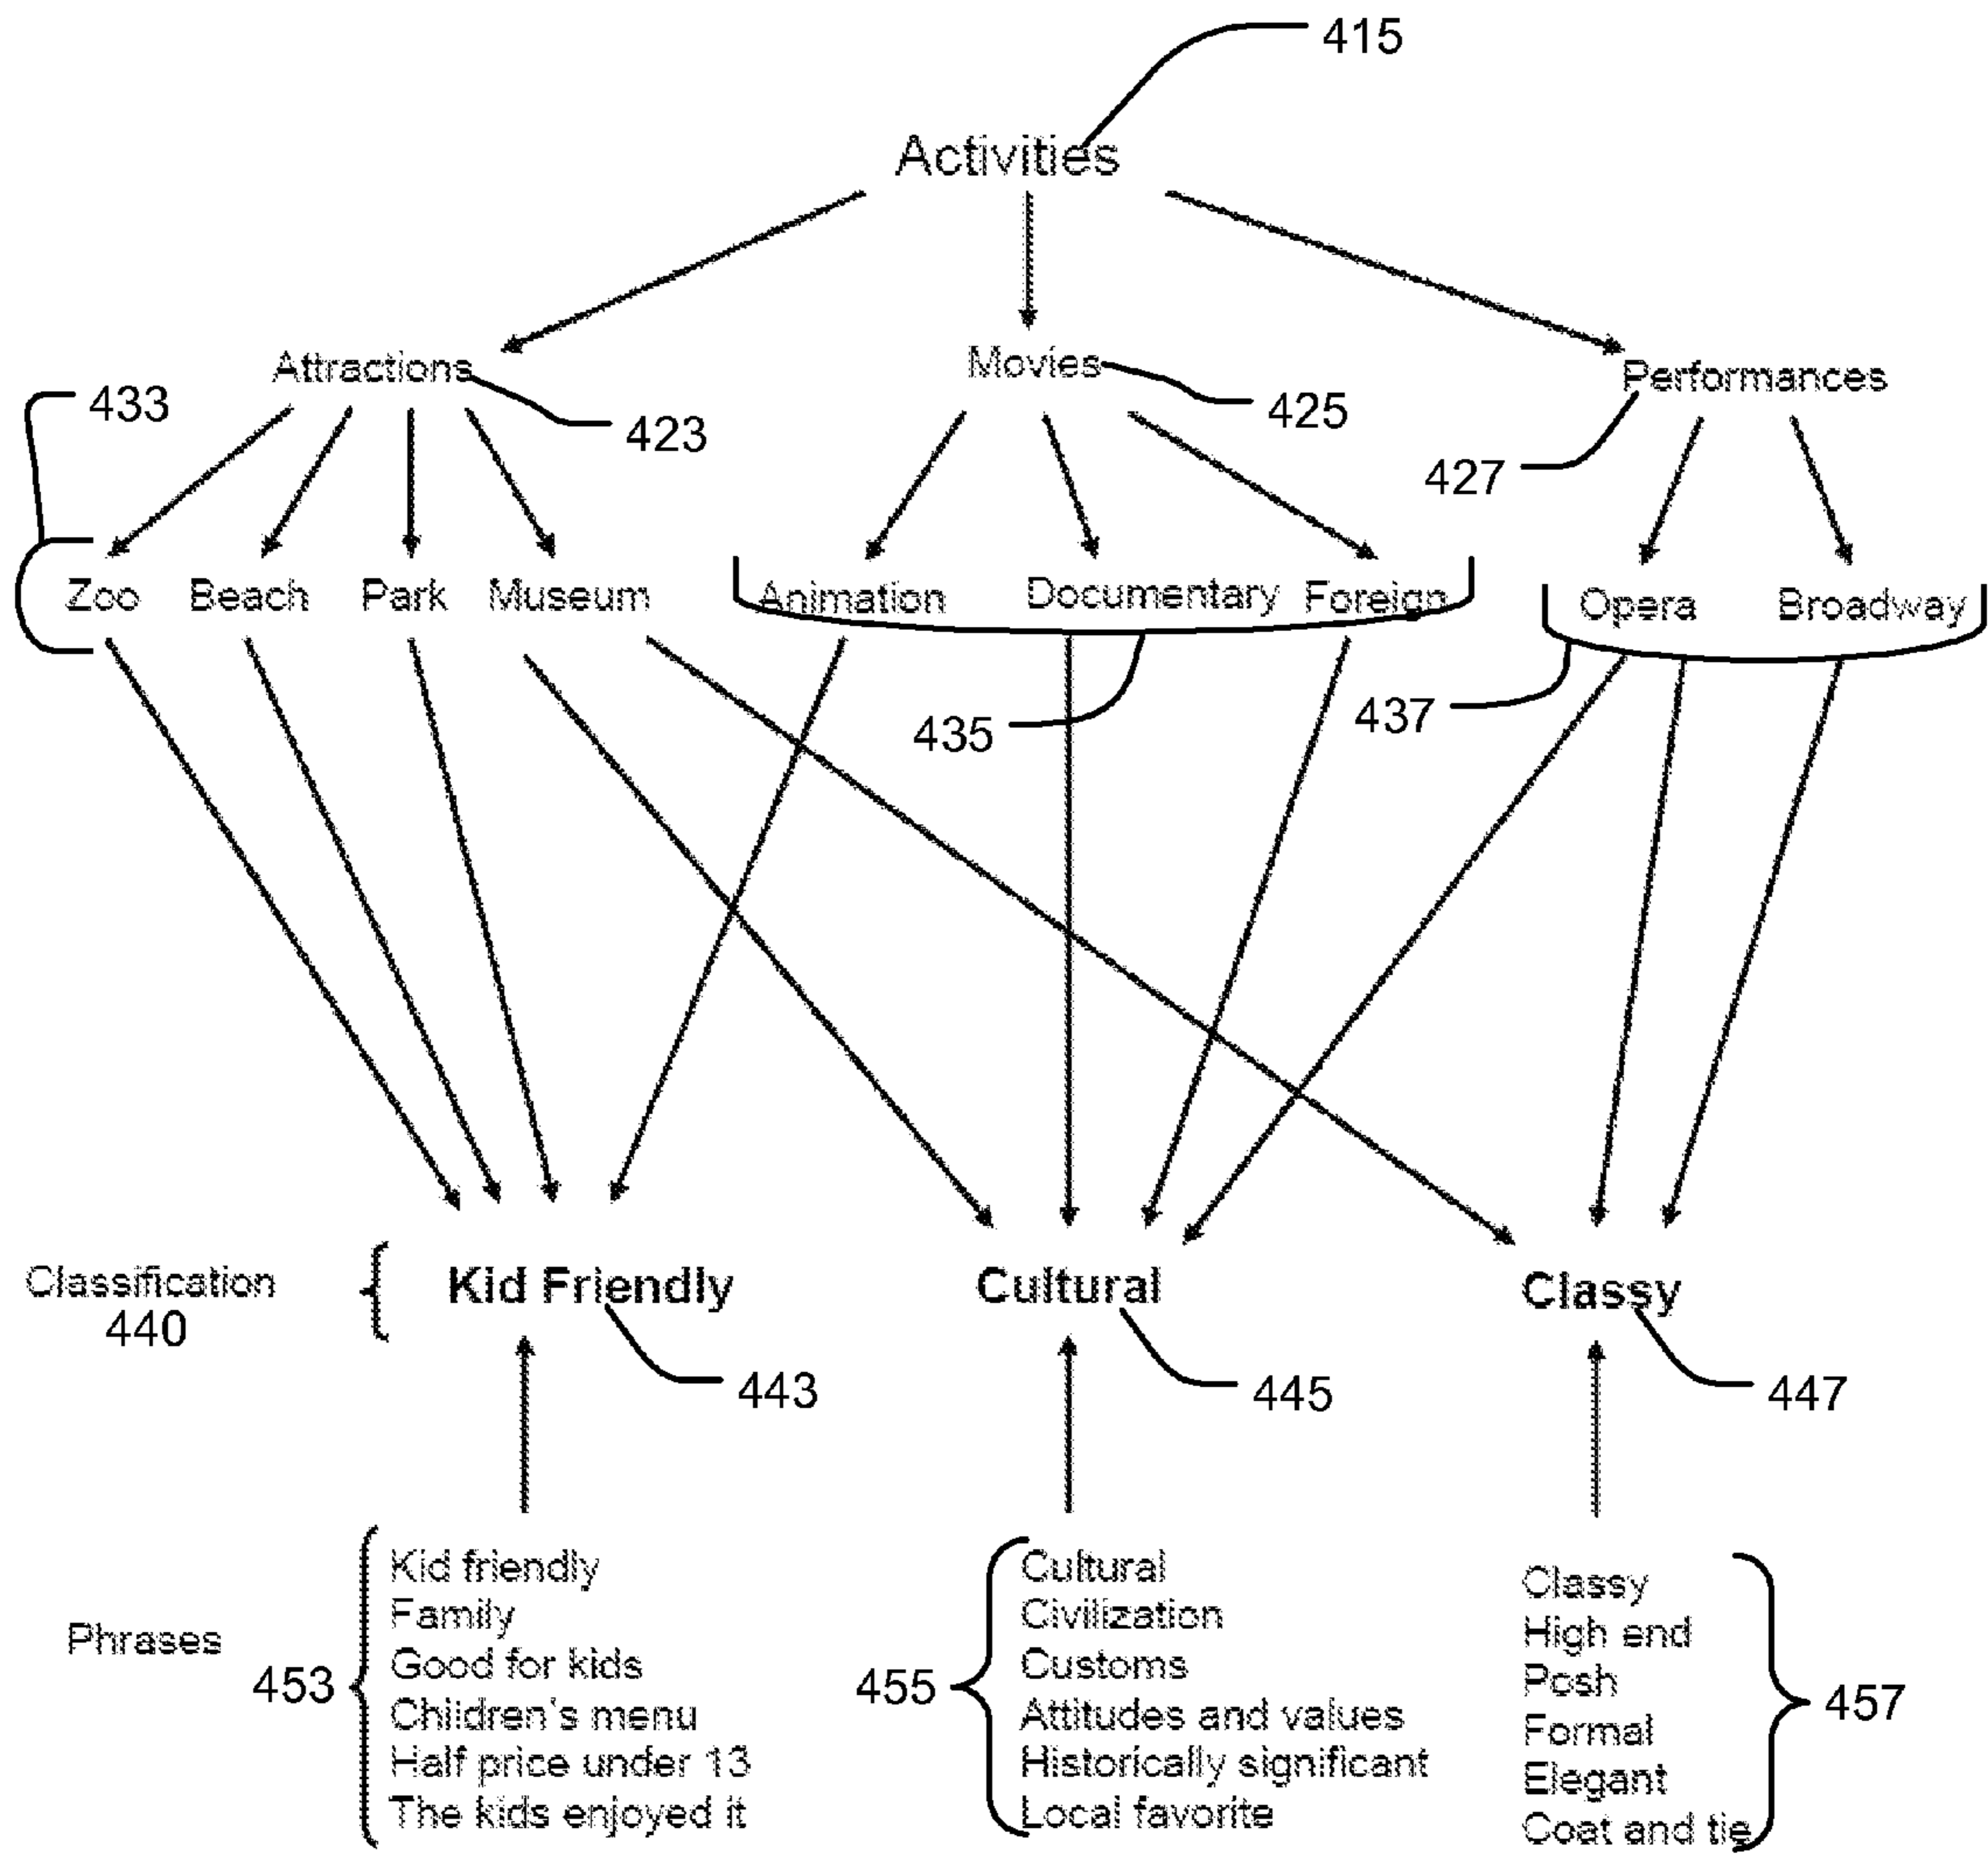 415
Activities
Attractions
Movies
Performances
433
423
425
427
Zoo Beach Park Museum Animation Documentary Foreign Opera Broadway
435
437
Classification
440
Kid Friendly
Cultural
Classy
443
445
447
Phrases
453
Kid friendly
Family
Good for kids
Children's menu
Half price under 13
The kids enjoyed it
455
Cultural
Civilization
Customs
Attitudes and values
Historically significant
Local favorite
Classy
High end
Posh
Formal
Elegant
Coat and tie
457